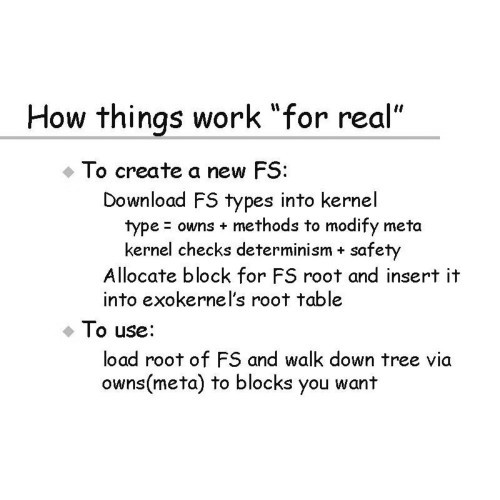 How things work “for real”
To create a new FS:
Download FS types into kernel
type = owns + methods to modify meta
kernel checks determinism + safety
Allocate block for FS root and insert it
into exokernel’s root table
To use:
load root of FS and walk down tree via
owns(meta) to blocks you want